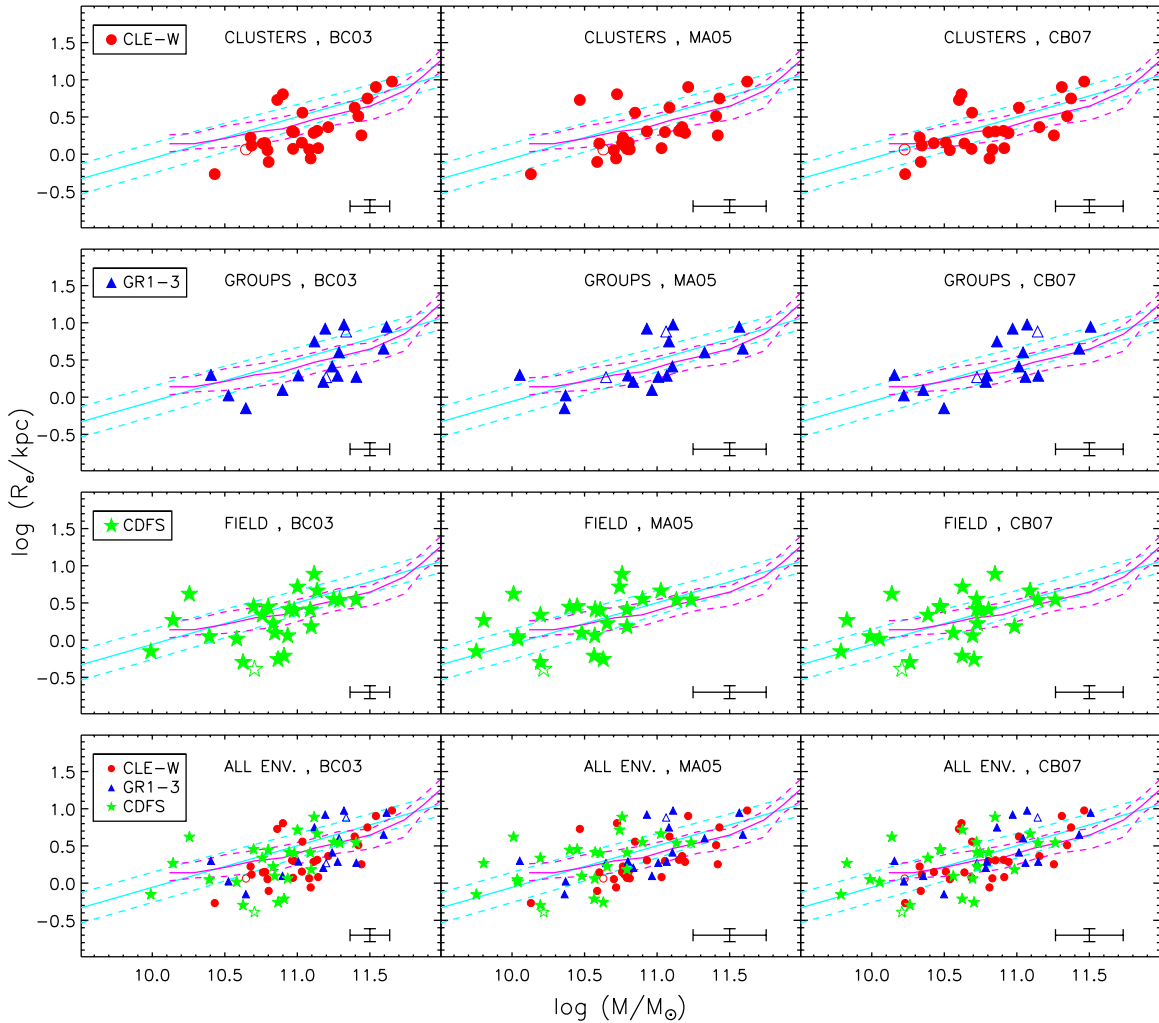 CLE-W
CLUSTERS , BC03
CLUSTERS , MA05
CLUSTERS , CB07
1.5
1.0
0.5
0.0
−0.5
GR1-3
GROUPS , BC03
GROUPS , MA05
GROUPS , CB07
1.5
1.0
0.5
0.0
−0.5
CDFS
FIELD , BC03
FIELD , MA05
FIELD , CB07
1.5
1.0
0.5
0.0
−0.5
CLE-W
GR1-3
CDFS
ALL ENV. , BC03
ALL ENV. , MA05
ALL ENV. , CB07
1.5
1.0
0.5
0.0
−0.5
10.0 10.5 11.0 11.5 10.0 10.5 11.0 11.5 10.0 10.5 11.0 11.5
log (M/M☉)
log (Re/kpc)